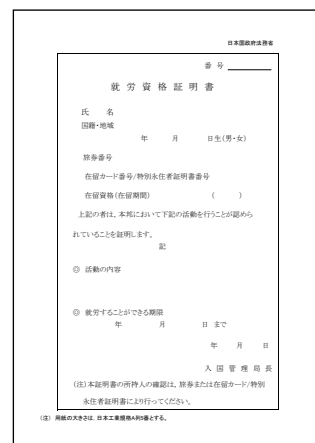 日本国政府法務省
番号
就労資格証明書
氏名
国籍・地域
年 月 日生(男・女)
旅券番号
在留カード番号/特別永住者証明書番号
在留資格(在留期間) ( )
上記の者は、本邦において下記の活動を行うことが認めら
れていることを証明します。
記
◎ 活動の内容
◎ 就労することができる期限
年 月 日 まで
年 月 日
入国管理局長
(注)本証明書の所持人の確認は、旅券または在留カード/特別
永住者証明書により行ってください。
(注) 用紙の大きさは、日本工業規格A列5番とする。